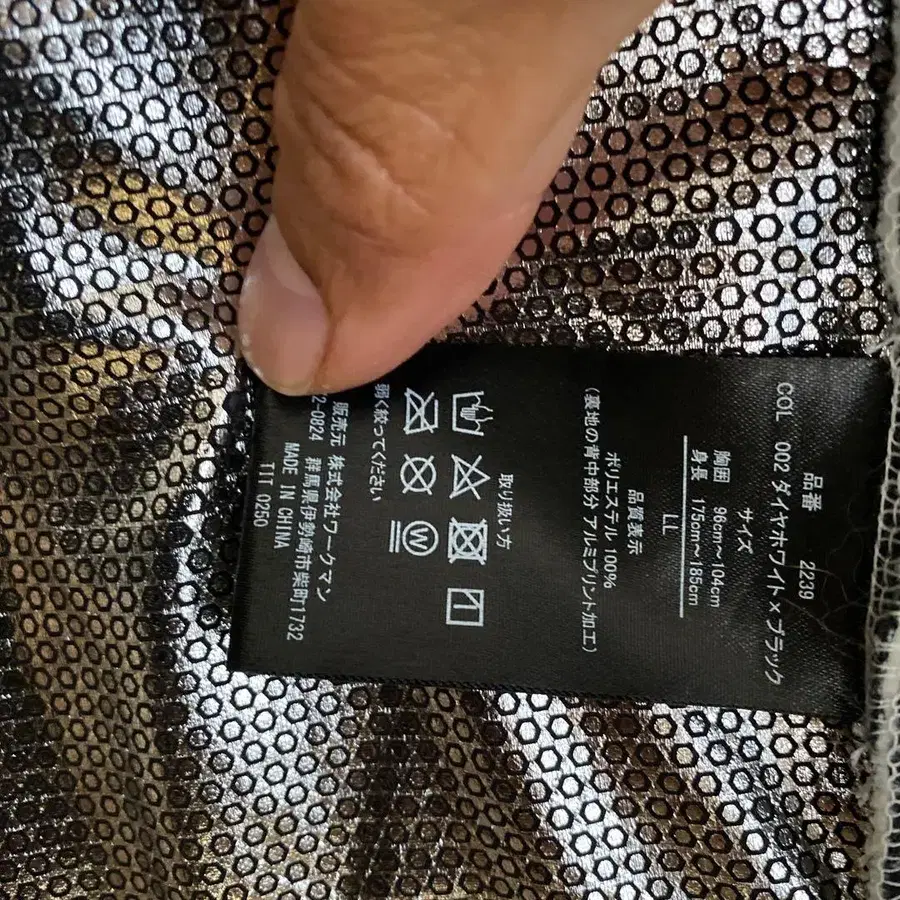 品番 2239
COL 002 ダイヤホワイト×ブラック
サイズ
胸囲 96cm～104cm
身長 175cm～185cm
LL
品質表示
ポリエステル 100%
(裏地の背中部分 アルミプリント加工)
取り扱い方
W
弱く絞ってください
販売元 株式会社ワークマン
2-0824 群馬県伊勢崎市柴町1732
MADE IN CHINA
TI 0250